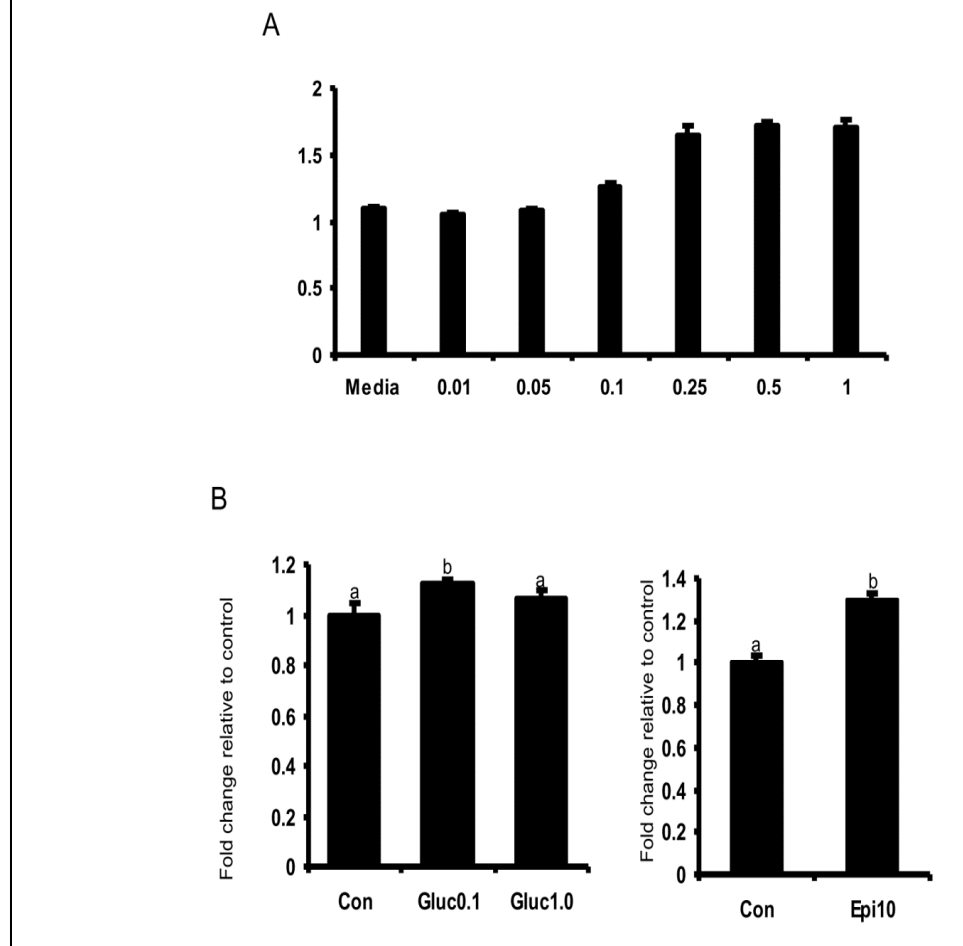 A
2
1.5
1
0.5
0
Media 0.01 0.05 0.1 0.25 0.5 1
B
Fold change relative to control
1.2
1
0.8
0.6
0.4
0.2
0
a b a
Con Gluc0.1 Gluc1.0
Fold change relative to control
1.4
1.2
1
0.8
0.6
0.4
0.2
0
a b
Con Epi10